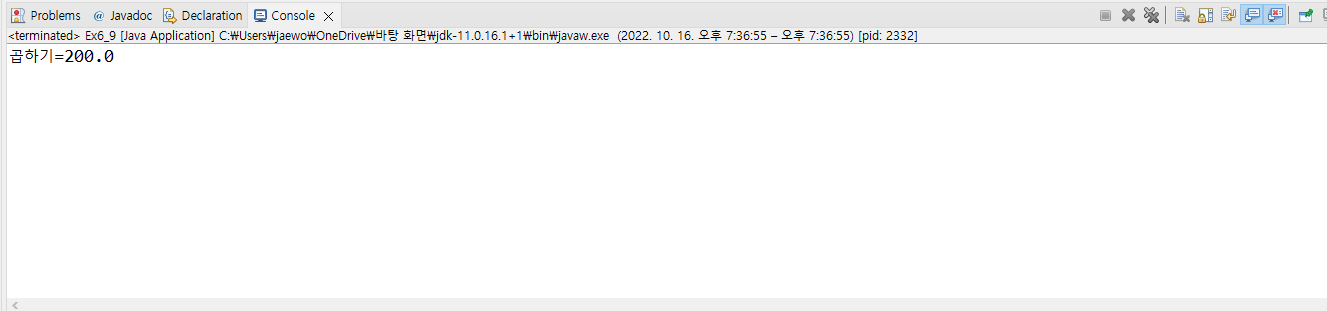 Problems @ Javadoc Declaration Console
<terminated> Ex6_9 [Java Application] C:₩Users₩jaewo₩OneDrive₩바탕 화면₩jdk-11.0.16.1+1₩bin₩javaw.exe (2022. 10. 16. 오후 7:36:55 – 오후 7:36:55) [pid: 2332]
곱하기=200.0